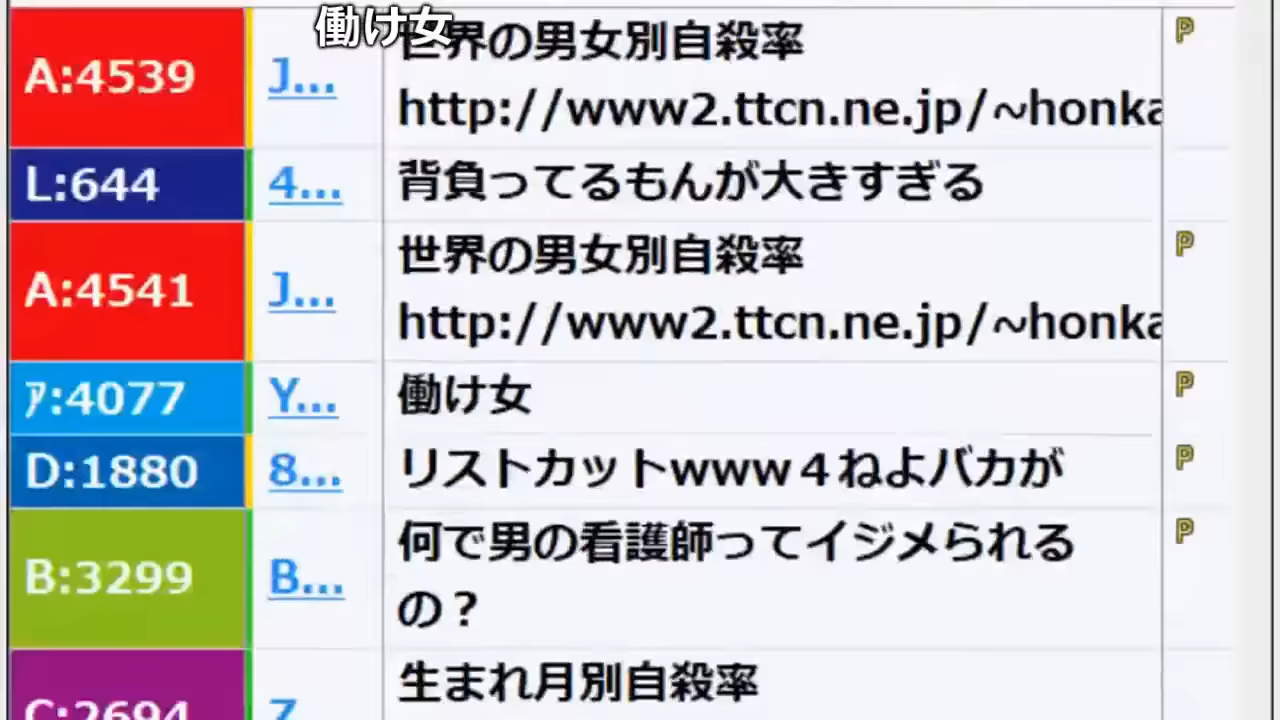 働け女
A:4539 J... 世界の男女別自殺率 P
http://www2.ttcn.ne.jp/~honka
L:644 4... 背負ってるもんが大きすぎる
A:4541 J... 世界の男女別自殺率 P
http://www2.ttcn.ne.jp/~honka
ｱ:4077 Y... 働け女 P
D:1880 8... リストカットwww４ねよバカが P
B:3299 B... 何で男の看護師ってイジメられる P
の？
C:2694 Z 生まれ月別自殺率